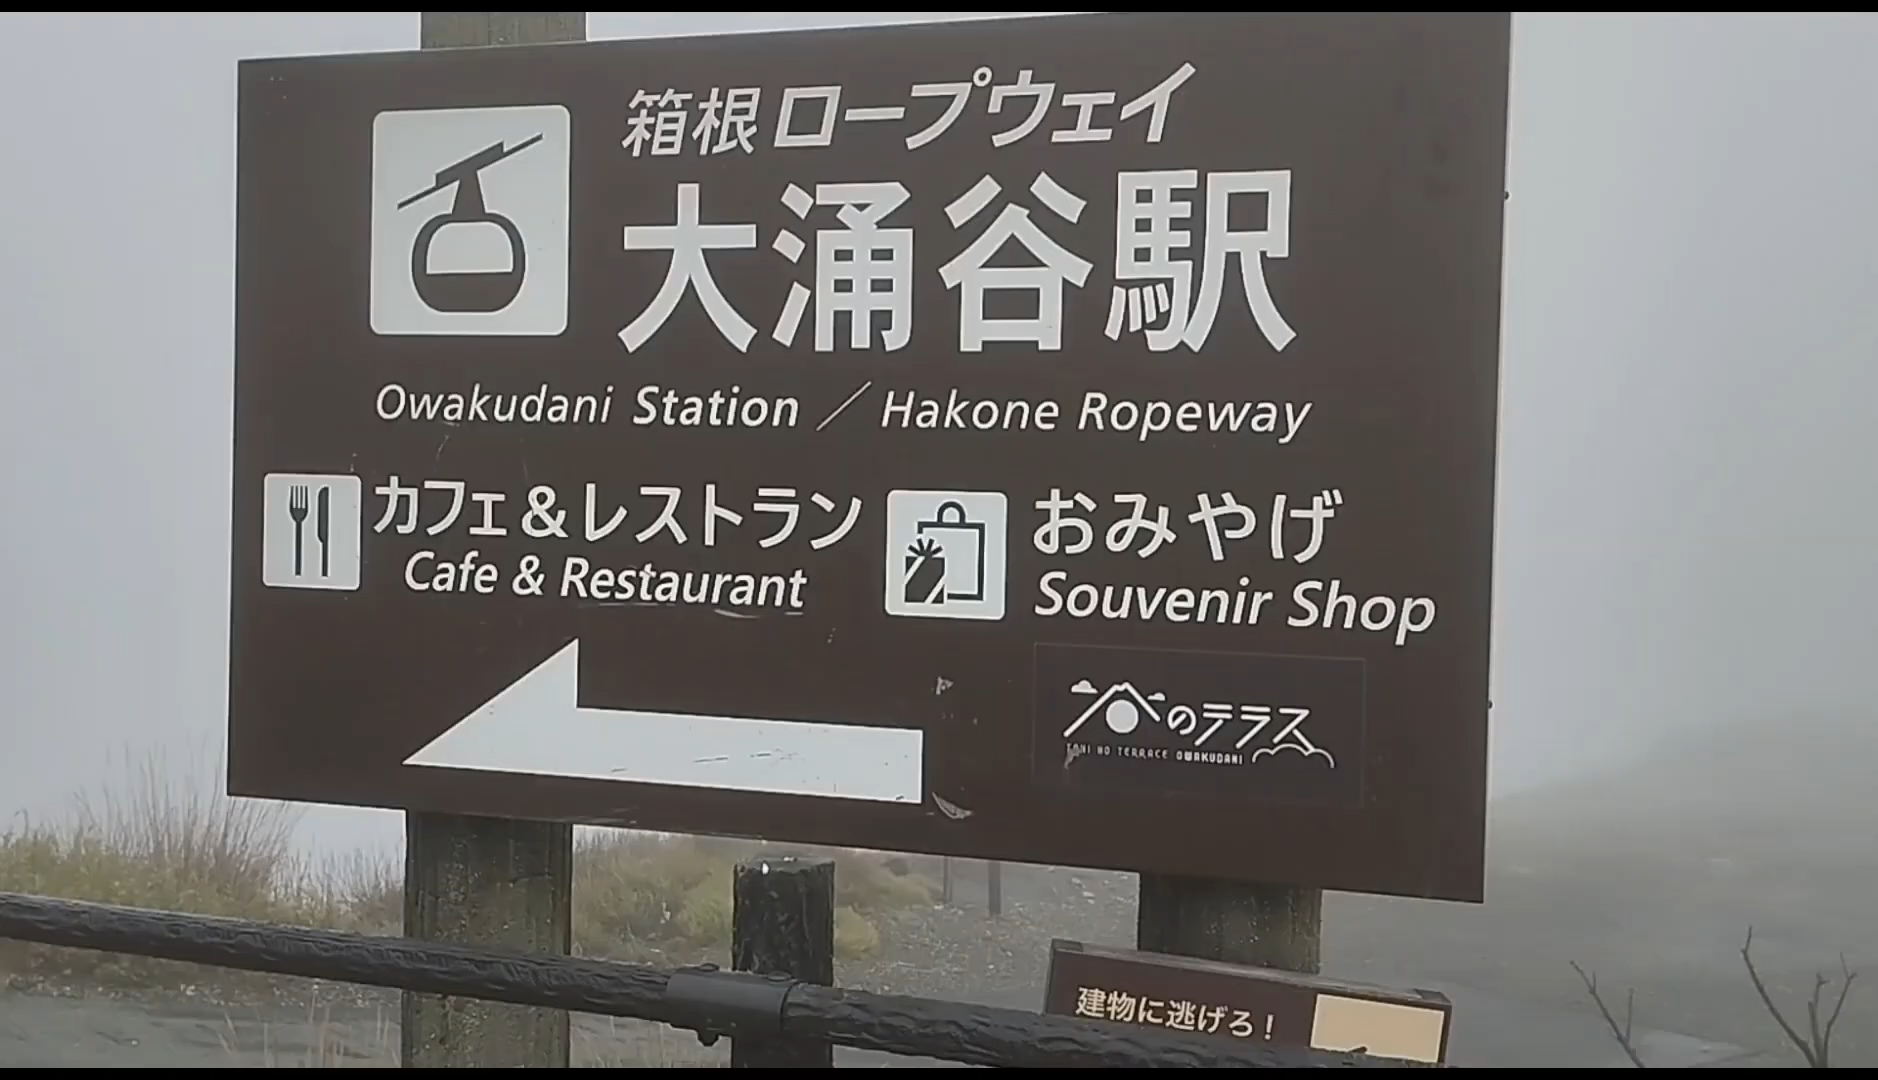 箱根ロープウェイ
大涌谷駅
Owakudani Station / Hakone Ropeway
カフェ&レストラン
Cafe & Restaurant
おみやげ
Souvenir Shop
谷のテラス
TANI NO TERRACE OWAKUDANI
建物に逃げろ!